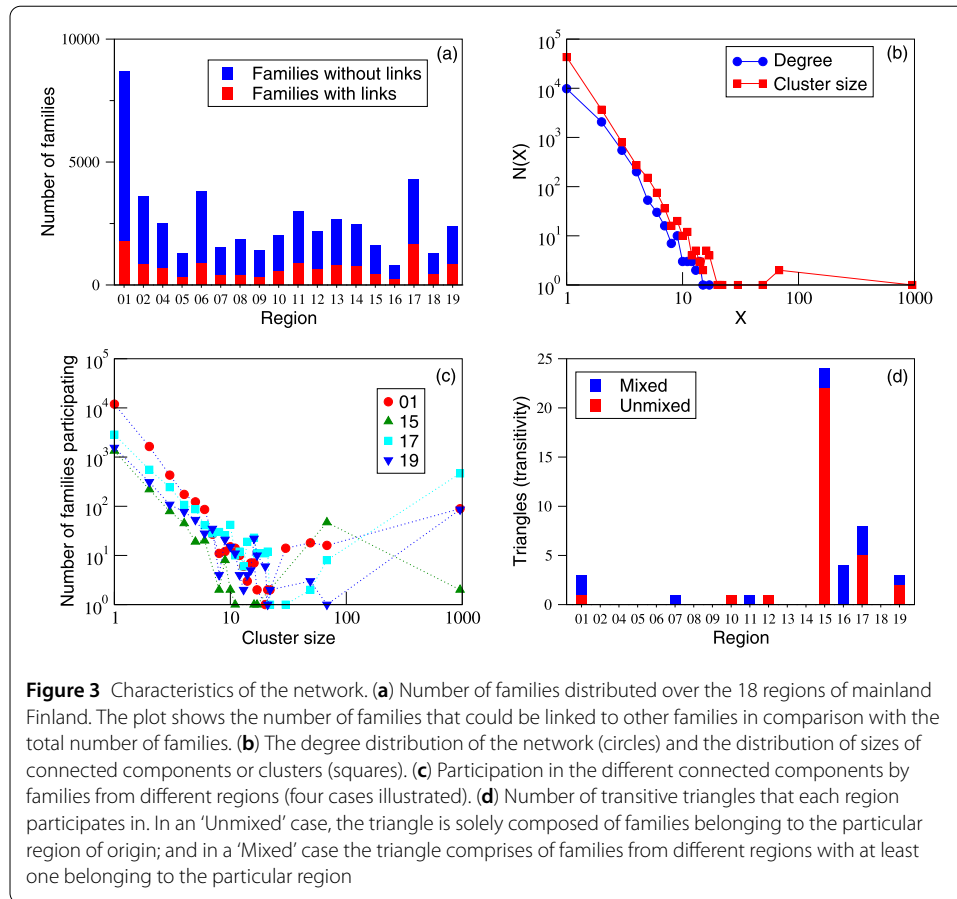 10000
(a)
Families without links
Families with links
Number of families
5000
0
01 02 04 05 06 07 08 09 10 11 12 13 14 15 16 17 18 19
Region
(b)
Degree
Cluster size
N(X)
10^5
10^4
10^3
10^2
10^1
10^0
1 10 100 1000
X
(c)
01
15
17
19
Number of families participating
10^5
10^4
10^3
10^2
10^1
10^0
1 10 100 1000
Cluster size
25
(d)
Mixed
Unmixed
Triangles (transitivity)
20
15
10
5
0
01 02 04 05 06 07 08 09 10 11 12 13 14 15 16 17 18 19
Region
Figure 3 Characteristics of the network. (a) Number of families distributed over the 18 regions of mainland
Finland. The plot shows the number of families that could be linked to other families in comparison with the
total number of families. (b) The degree distribution of the network (circles) and the distribution of sizes of
connected components or clusters (squares). (c) Participation in the different connected components by
families from different regions (four cases illustrated). (d) Number of transitive triangles that each region
participates in. In an ‘Unmixed’ case, the triangle is solely composed of families belonging to the particular
region of origin; and in a ‘Mixed’ case the triangle comprises of families from different regions with at least
one belonging to the particular region